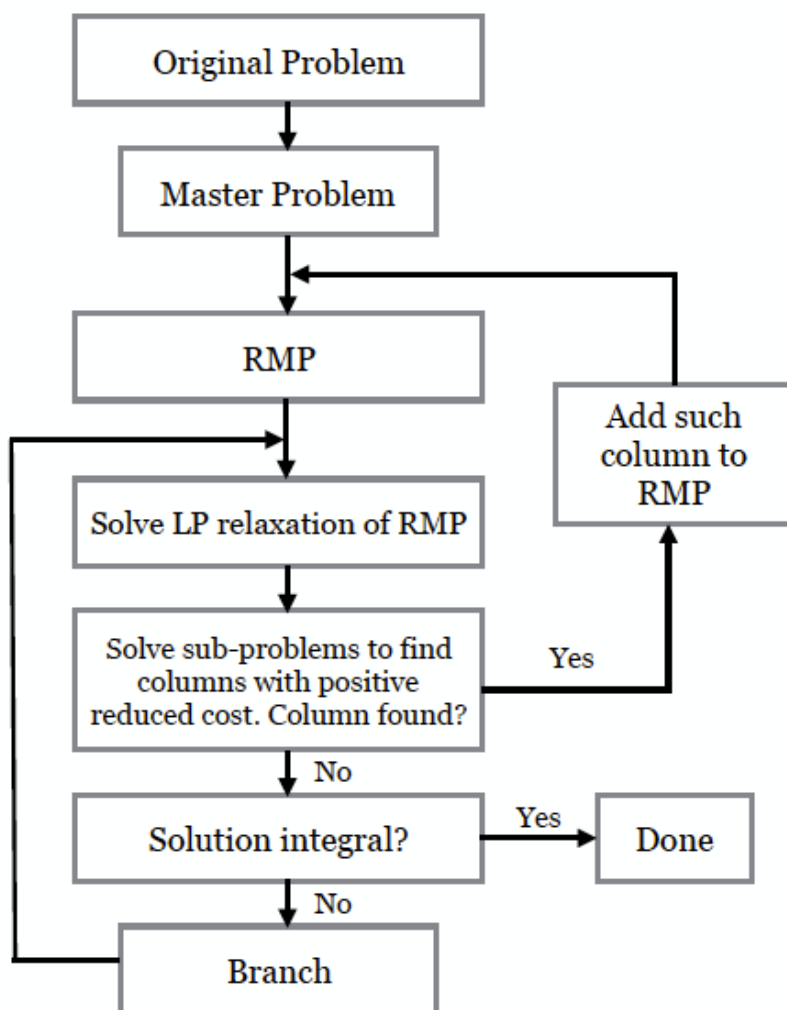 Original Problem
Master Problem
RMP
Add such
column to
RMP
Solve LP relaxation of RMP
Solve sub-problems to find
columns with positive
reduced cost. Column found?
Yes
No
Solution integral?
Yes
Done
No
Branch